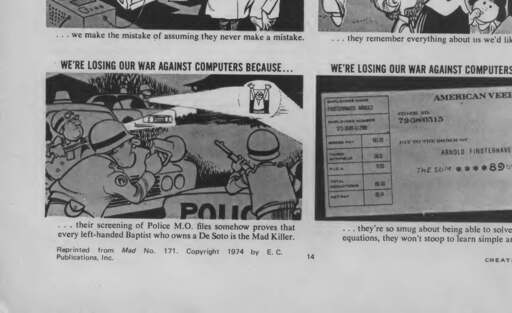 ... we make the mistake of assuming they never make a mistake.
... they remember everything about us we'd lik
WE'RE LOSING OUR WAR AGAINST COMPUTERS BECAUSE...
WE'RE LOSING OUR WAR AGAINST COMPUTERS
POLIC
... their screening of Police M.O. files somehow proves that
every left-handed Baptist who owns a De Soto is the Mad Killer.
AMERICAN VEE
79380315
ARNOLD FINSTERHAVE
THE SUM ****89
TOTAL
... they're so smug about being able to solve
equations, they won't stoop to learn simple ar
Reprinted from Mad No. 171. Copyright 1974 by E. C.
Publications, Inc.
14
CREAT